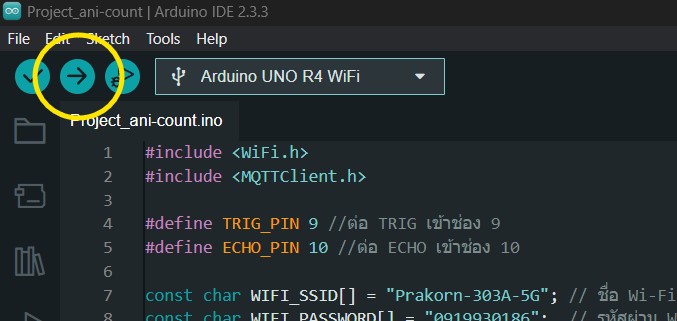 Project_ani-count | Arduino IDE 2.3.3
File Edit Sketch Tools Help
Arduino UNO R4 WiFi
Project_ani-count.ino
1 #include <WiFi.h>
2 #include <MQTTClient.h>
3
4 #define TRIG_PIN 9 //ต่อ TRIG เข้าช่อง 9
5 #define ECHO_PIN 10 //ต่อ ECHO เข้าช่อง 10
6
7 const char WIFI_SSID[] = "Prakorn-303A-5G"; // ชื่อ Wi-Fi
8 const char WIFI_PASSWORD[] = "0919930186"; // รหัสผ่าน W